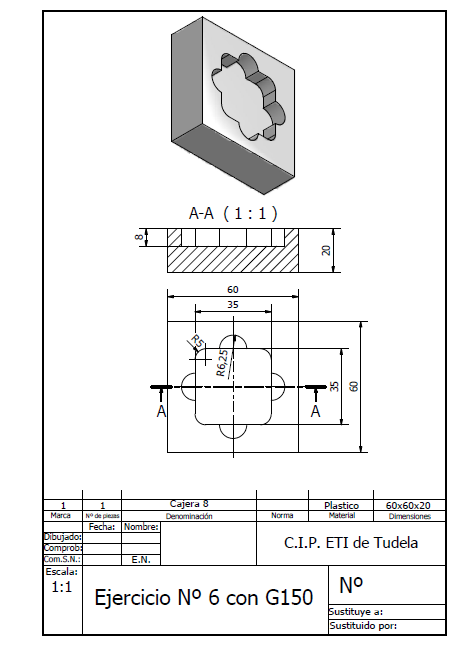 A-A ( 1 : 1 )
8
20
60
35
R5
R6,25
35
60
A
A
1 1 Cajera 8 Plastico 60x60x20
Marca Nº de piezas Denominación Norma Material Dimensiones
Fecha: Nombre:
Dibujado:
Comprob:
C.I.P. ETI de Tudela
Com.S.N.: E.N.
Escala:
1:1
Ejercicio Nº 6 con G150
Nº
Sustituye a:
Sustituido por: